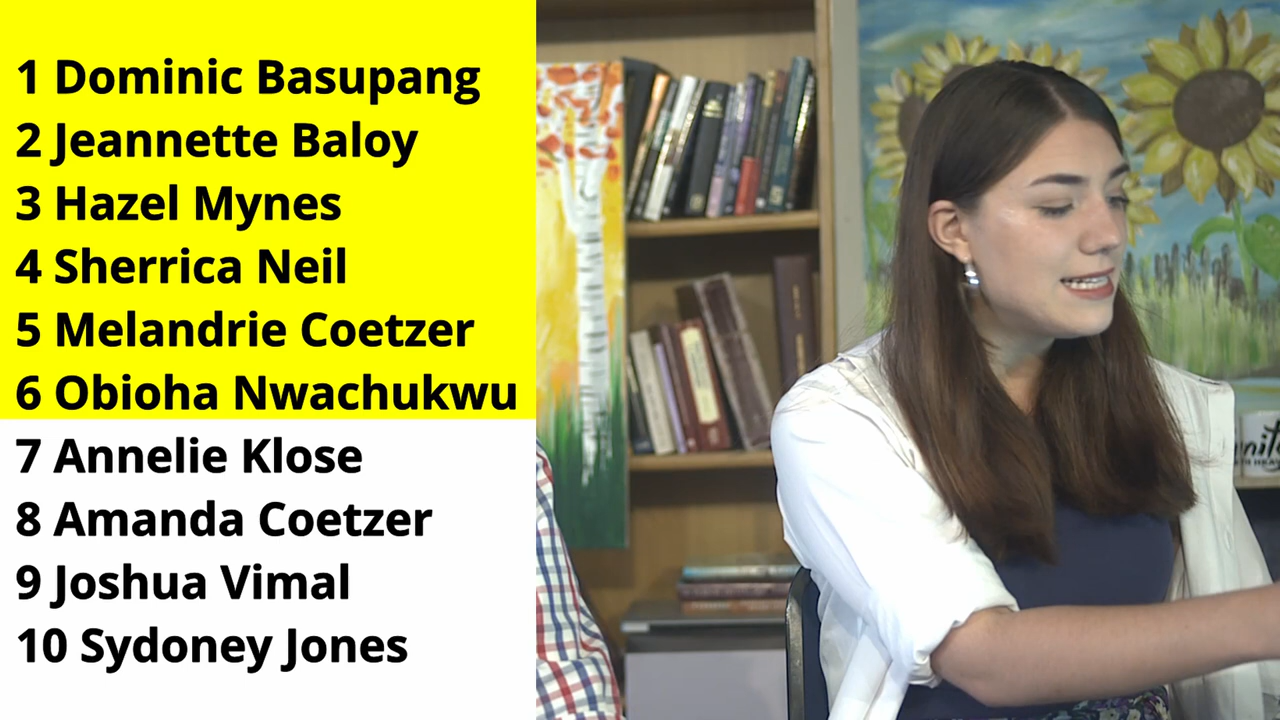 1 Dominic Basupang
2 Jeannette Baloy
3 Hazel Mynes
4 Sherrica Neil
5 Melandrie Coetzer
6 Obioha Nwachukwu
7 Annelie Klose
8 Amanda Coetzer
9 Joshua Vimal
10 Sydoney Jones